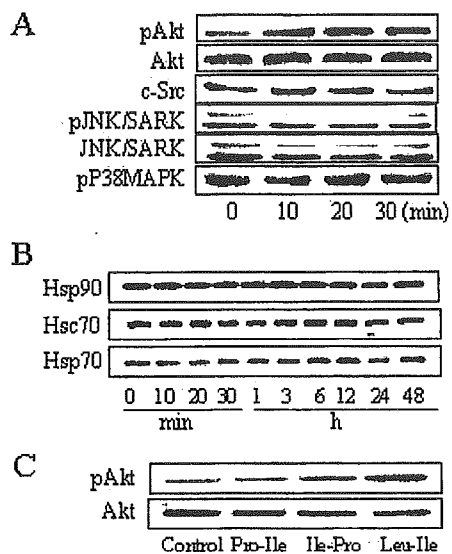 A
pAkt
Akt
c-Src
pJNK/SARK
JNK/SARK
pP38MAPK
0 10 20 30 (min)
B
Hsp90
Hsc70
Hsp70
0 10 20 30 1 3 6 12 24 48
min h
C
pAkt
Akt
Control Pro-Ile Ile-Pro Leu-Ile